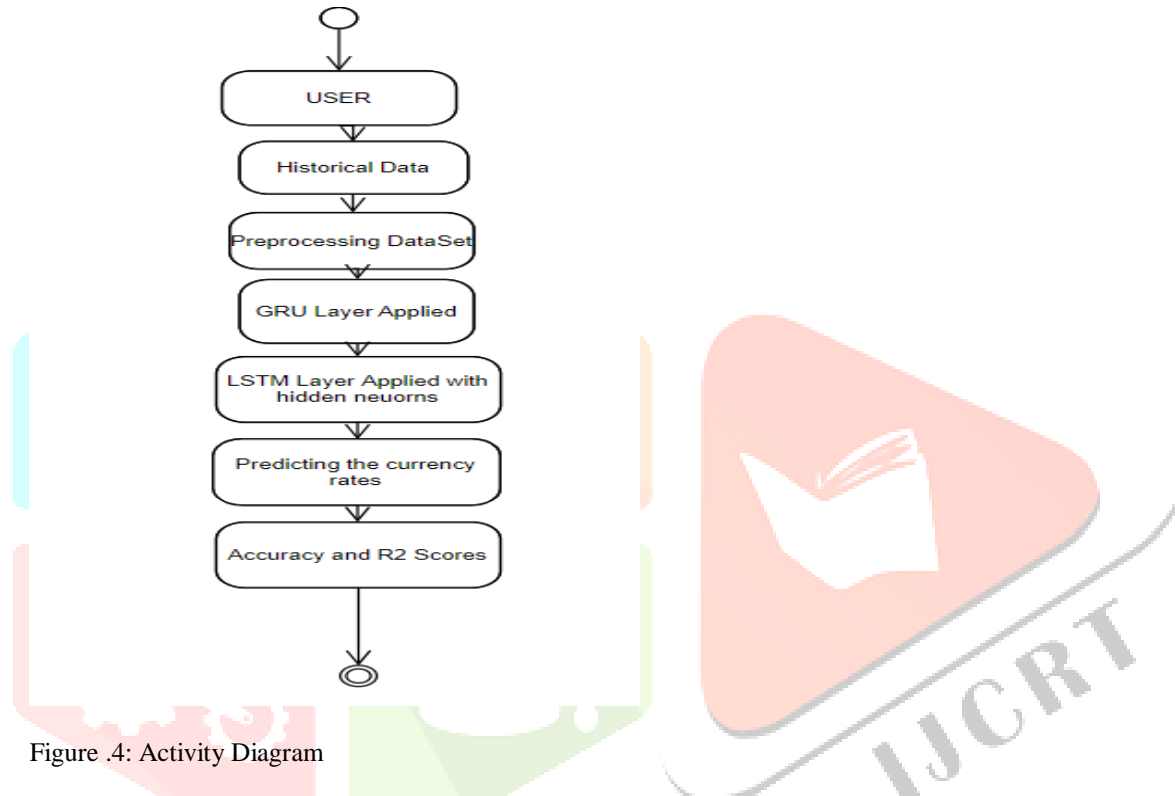 USER
Historical Data
Preprocessing DataSet
GRU Layer Applied
LSTM Layer Applied with
hidden neuorns
Predicting the currency
rates
Accuracy and R2 Scores
IJCRT
Figure .4: Activity Diagram